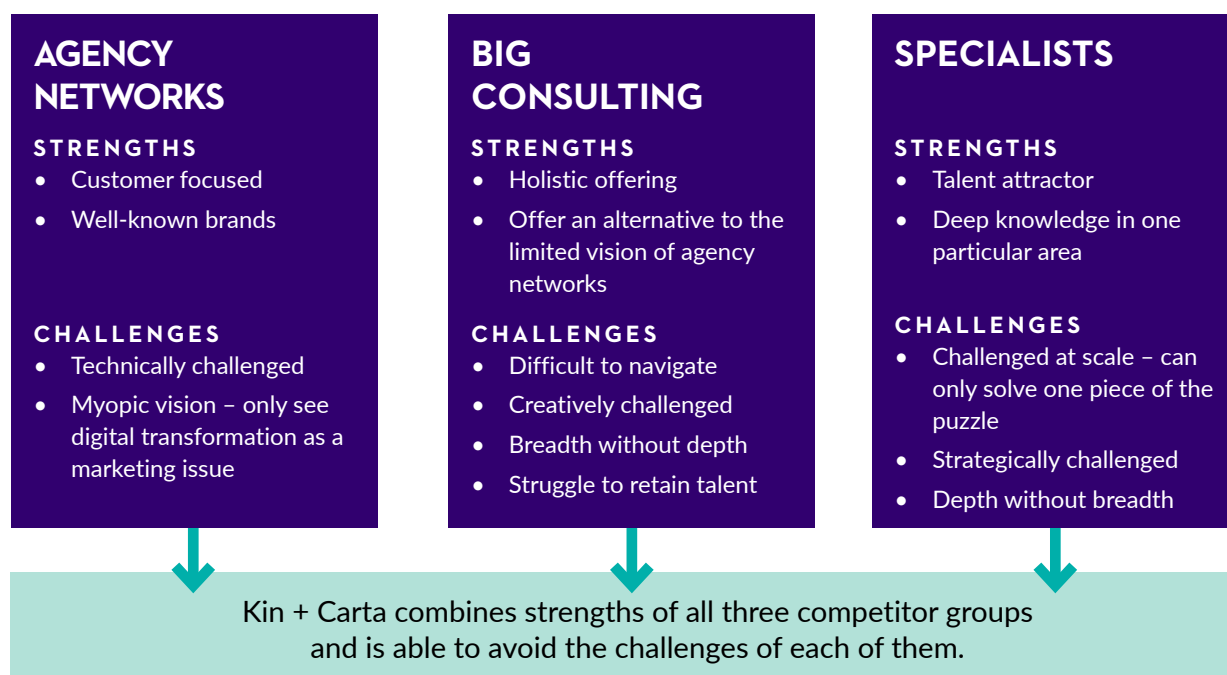 AGENCY
NETWORKS
STRENGTHS
• Customer focused
• Well-known brands
CHALLENGES
• Technically challenged
• Myopic vision – only see
digital transformation as a
marketing issue
BIG
CONSULTING
STRENGTHS
• Holistic offering
• Offer an alternative to the
limited vision of agency
networks
CHALLENGES
• Difficult to navigate
• Creatively challenged
• Breadth without depth
• Struggle to retain talent
SPECIALISTS
STRENGTHS
• Talent attractor
• Deep knowledge in one
particular area
CHALLENGES
• Challenged at scale – can
only solve one piece of the
puzzle
• Strategically challenged
• Depth without breadth
Kin + Carta combines strengths of all three competitor groups
and is able to avoid the challenges of each of them.